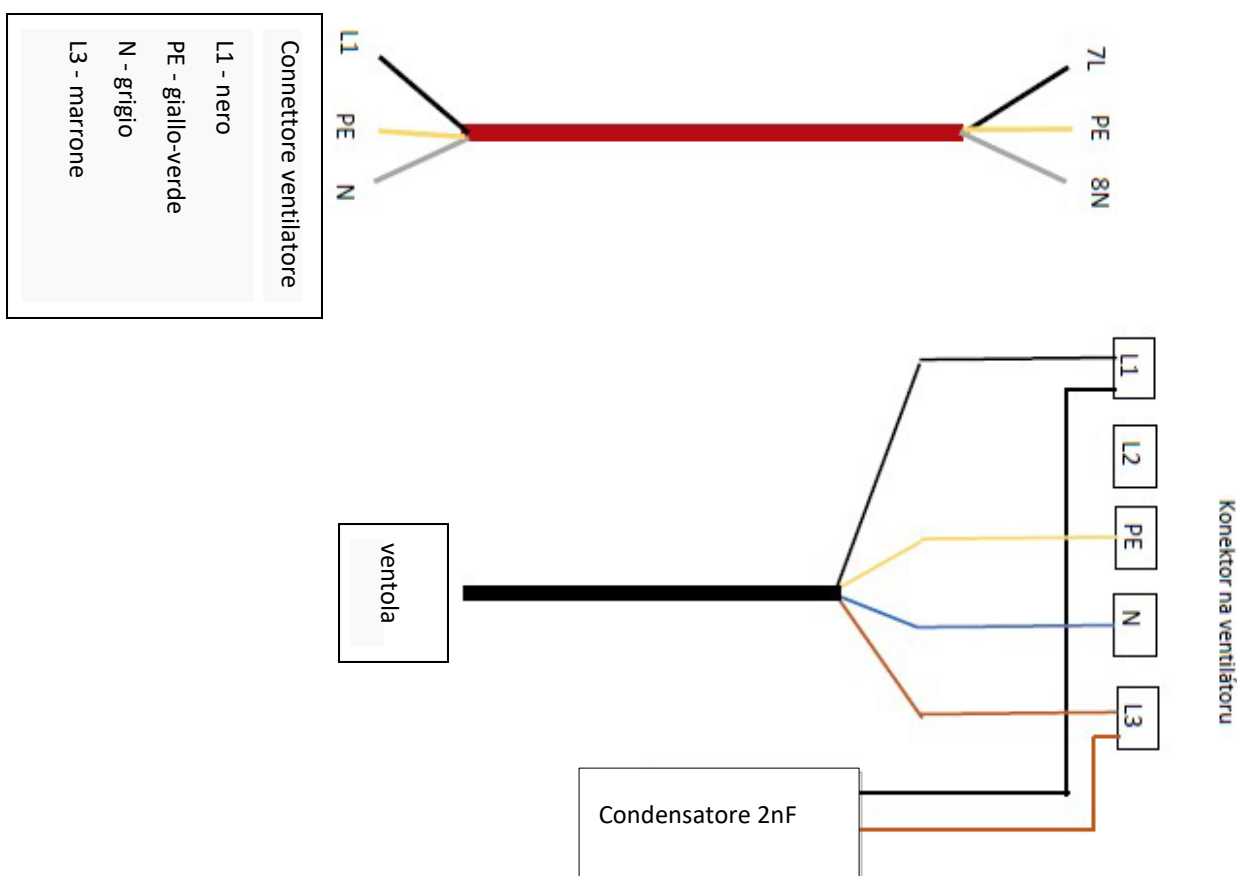 Connettore ventilatore
L1 - nero
PE - giallo-verde
N - grigio
L3 - marrone
L1
PE
N
7L
PE
8N
Konektor na ventilátoru
L1
L2
PE
N
L3
ventola
Condensatore 2nF